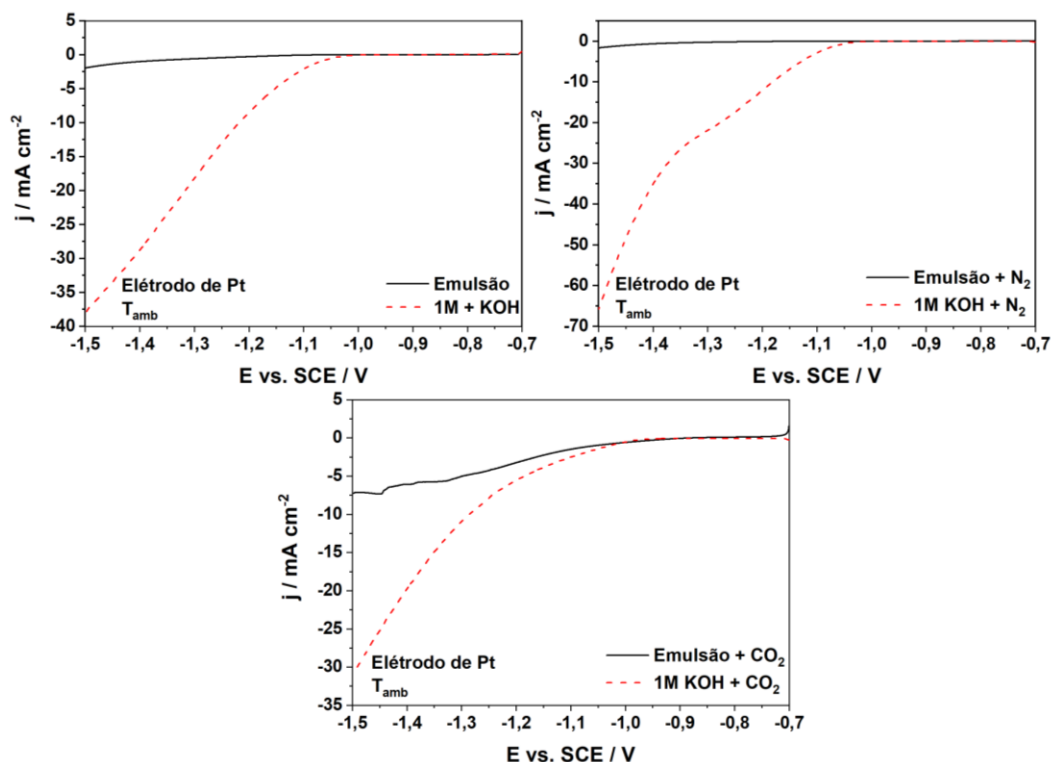 5
0
-5
-10
-15
-20
-25
-30
-35
-40
j / mA cm⁻²
Elétrodo de Pt
T_amb
Emulsão
1M + KOH
-1,5 -1,4 -1,3 -1,2 -1,1 -1,0 -0,9 -0,8 -0,7
E vs. SCE / V
0
-10
-20
-30
-40
-50
-60
-70
j / mA cm⁻²
Elétrodo de Pt
T_amb
Emulsão + N₂
1M KOH + N₂
-1,5 -1,4 -1,3 -1,2 -1,1 -1,0 -0,9 -0,8 -0,7
E vs. SCE / V
5
0
-5
-10
-15
-20
-25
-30
-35
j / mA cm⁻²
Elétrodo de Pt
T_amb
Emulsão + CO₂
1M KOH + CO₂
-1,5 -1,4 -1,3 -1,2 -1,1 -1,0 -0,9 -0,8 -0,7
E vs. SCE / V